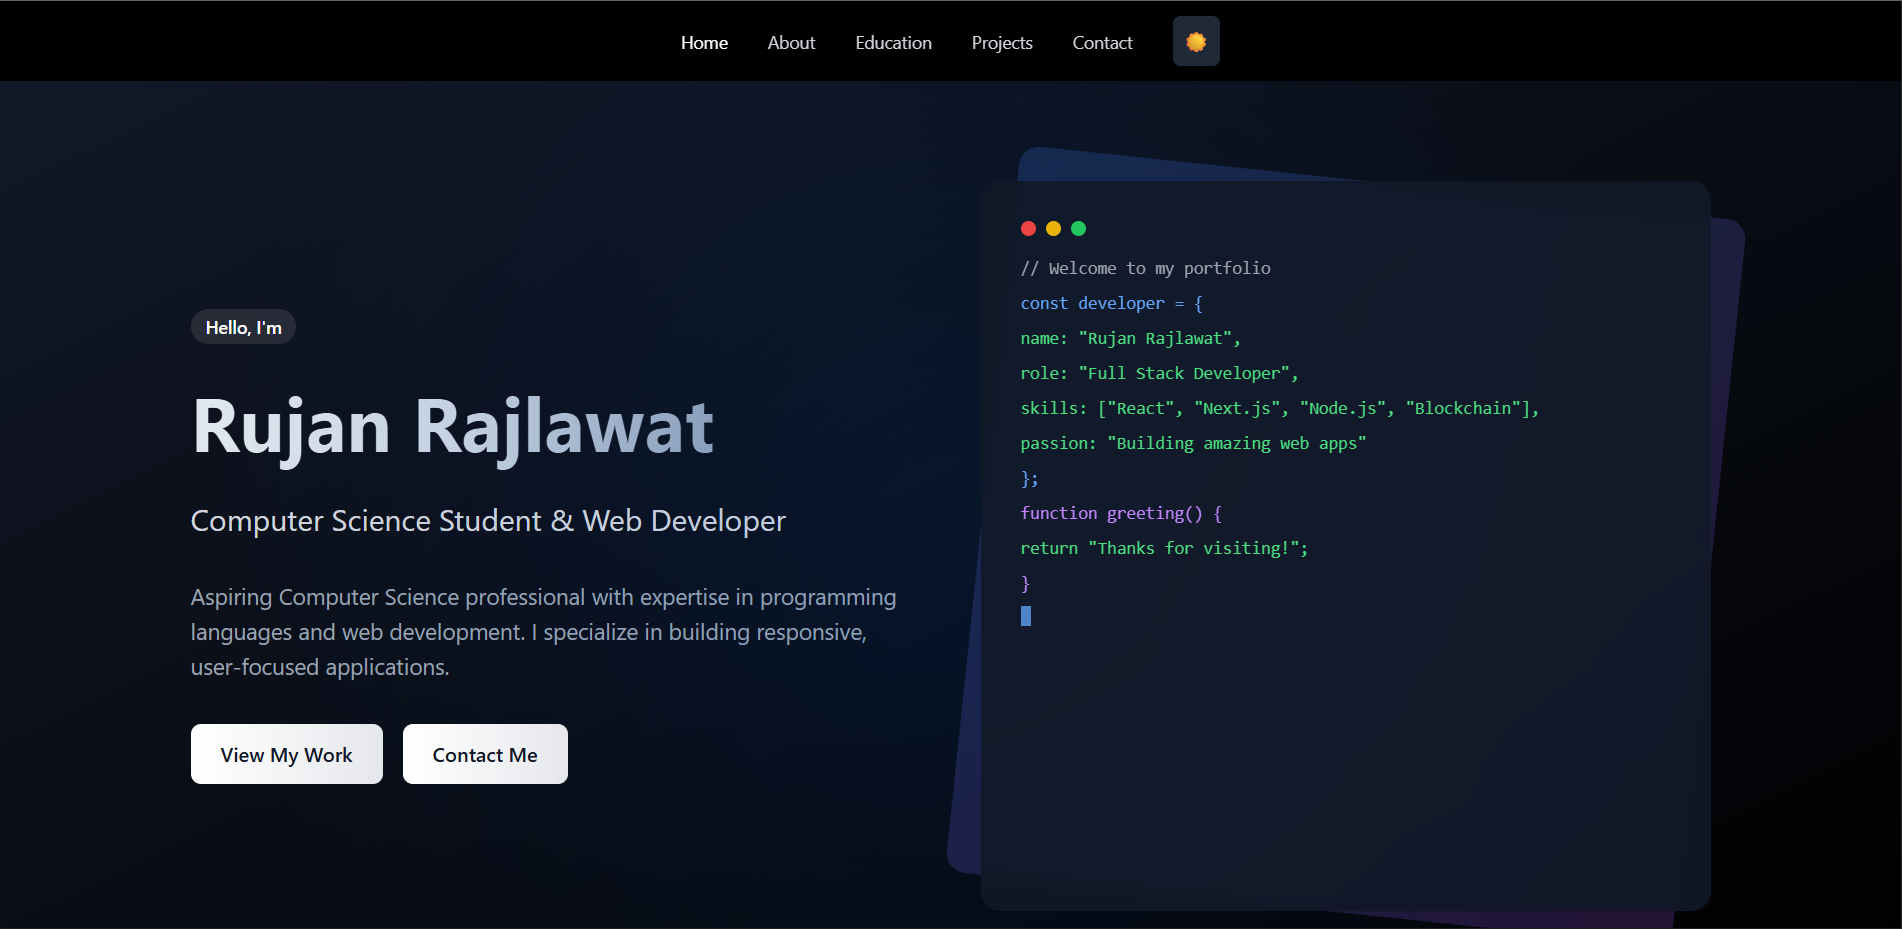 Home About Education Projects Contact
Hello, I'm
Rujan Rajlawat
Computer Science Student & Web Developer
Aspiring Computer Science professional with expertise in programming
languages and web development. I specialize in building responsive,
user-focused applications.
View My Work Contact Me
// Welcome to my portfolio
const developer = {
name: "Rujan Rajlawat",
role: "Full Stack Developer",
skills: ["React", "Next.js", "Node.js", "Blockchain"],
passion: "Building amazing web apps"
};
function greeting() {
return "Thanks for visiting!";
}